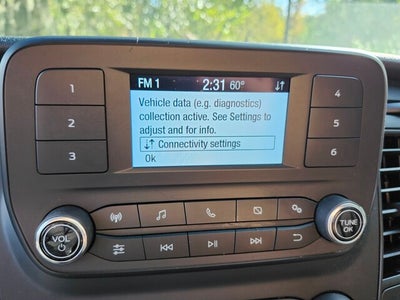 FM 1 2:31 60°
Vehicle data (e.g. diagnostics)
collection active. See Settings to
adjust and for info.
Connectivity settings
Ok
1
2
3
4
5
6
VOL
TUNE
OK